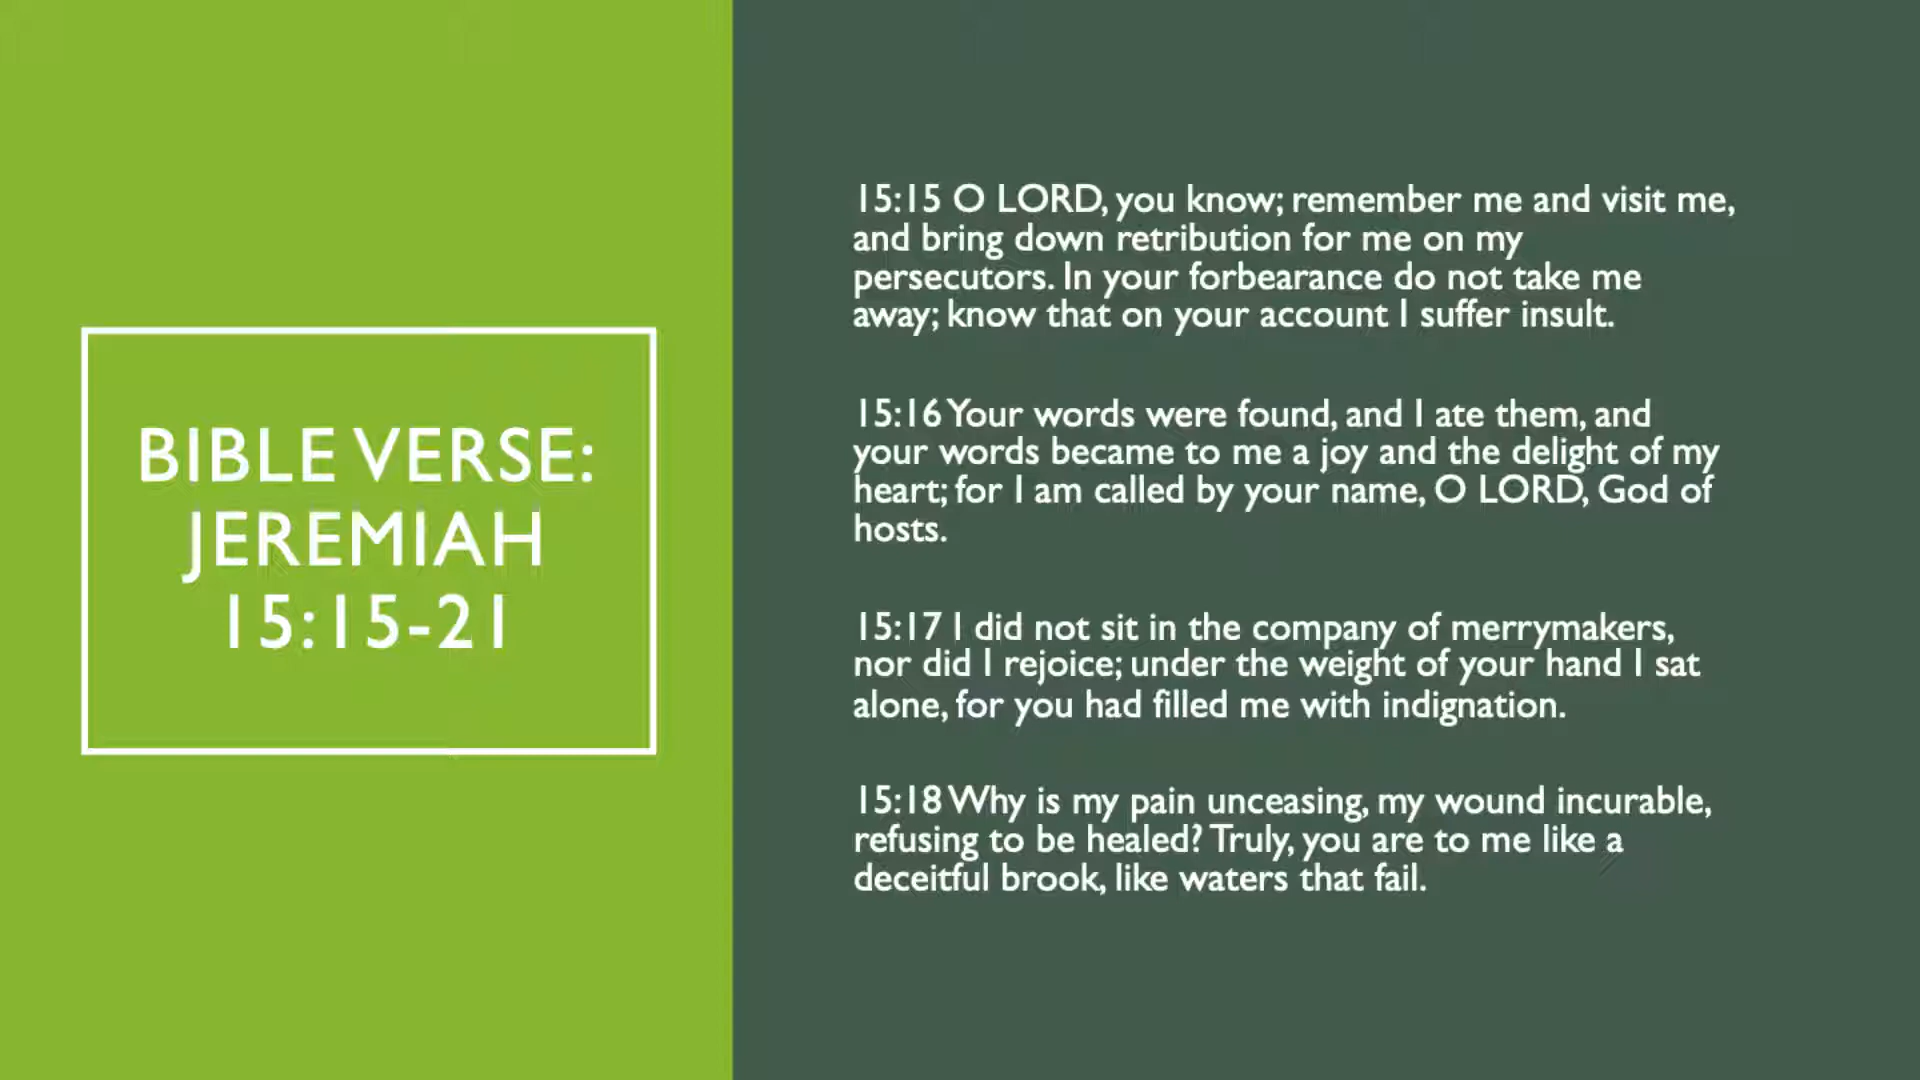 BIBLE VERSE:
JEREMIAH
15:15-21
15:15 O LORD, you know; remember me and visit me,
and bring down retribution for me on my
persecutors. In your forbearance do not take me
away; know that on your account I suffer insult.
15:16 Your words were found, and I ate them, and
your words became to me a joy and the delight of my
heart; for I am called by your name, O LORD, God of
hosts.
15:17 I did not sit in the company of merrymakers,
nor did I rejoice; under the weight of your hand I sat
alone, for you had filled me with indignation.
15:18 Why is my pain unceasing, my wound incurable,
refusing to be healed? Truly, you are to me like a
deceitful brook, like waters that fail.